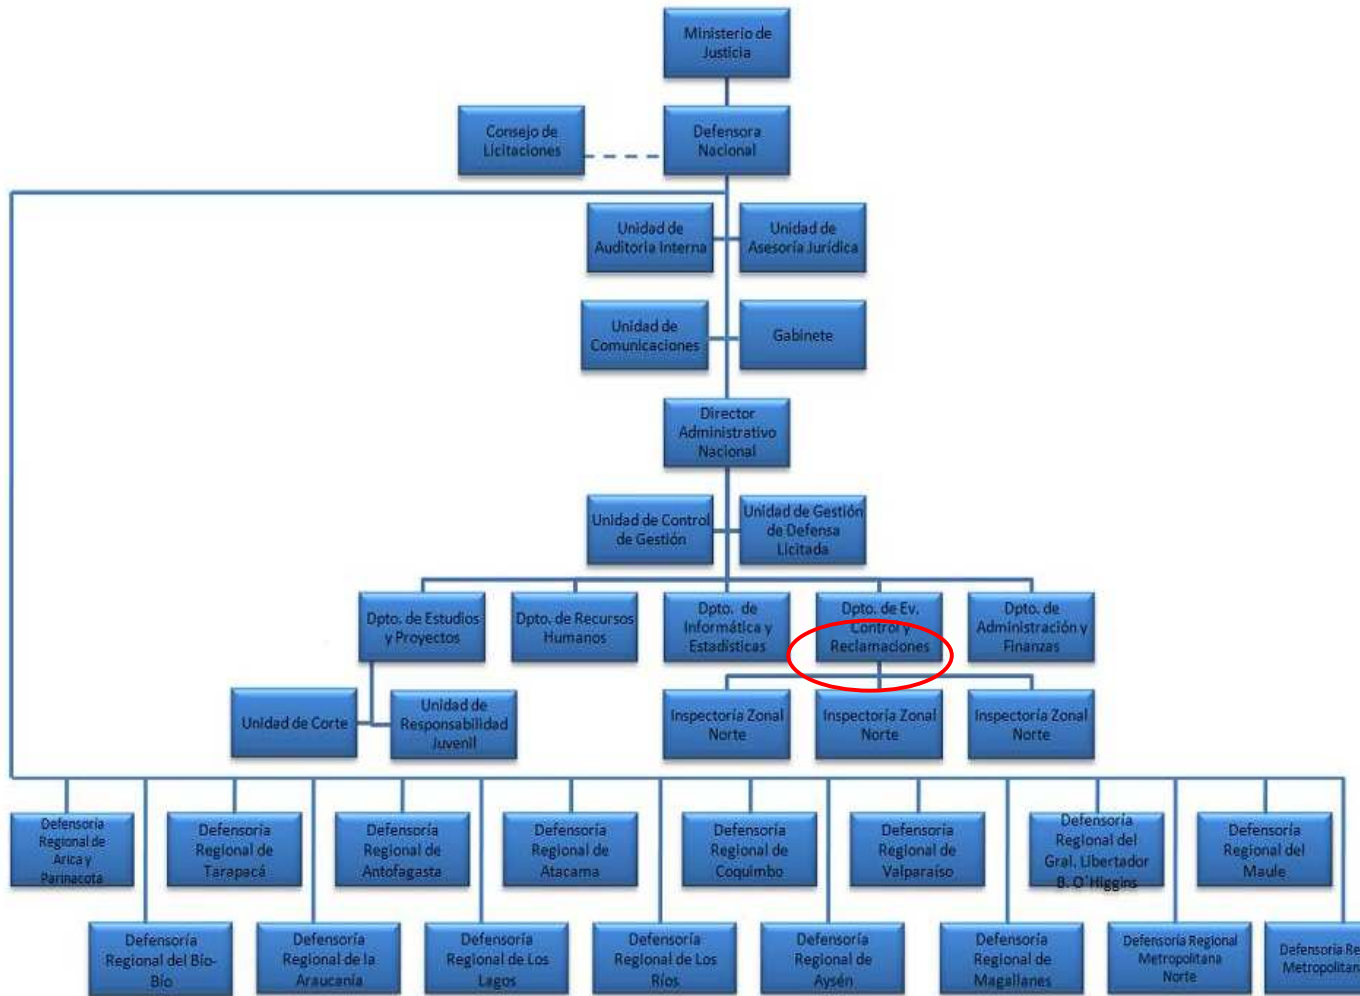 Ministerio de
Justicia
Consejo de
Licitaciones
Defensora
Nacional
Unidad de
Auditoria Interna
Unidad de
Asesoría Jurídica
Unidad de
Comunicaciones
Gabinete
Director
Administrativo
Nacional
Unidad de Control
de Gestión
Unidad de Gestión
de Defensa
Licitada
Dpto. de Estudios
y Proyectos
Dpto. de Recursos
Humanos
Dpto. de
Informática y
Estadísticas
Dpto. de Ev.
Control y
Reclamaciones
Dpto. de
Administración y
Finanzas
Unidad de Corte
Unidad de
Responsabilidad
Juvenil
Inspectoría Zonal
Norte
Inspectoría Zonal
Norte
Inspectoría Zonal
Norte
Defensoría
Regional de
Arica y
Parinacota
Defensoría
Regional de
Tarapacá
Defensoría
Regional de
Antofagasta
Defensoría
Regional de
Atacama
Defensoría
Regional de
Coquimbo
Defensoría
Regional de
Valparaíso
Defensoría
Regional del
Gral. Libertador
B. O´Higgins
Defensoría
Regional del
Maule
Defensoría
Regional del Bío-
Bío
Defensoría
Regional de la
Araucanía
Defensoría
Regional de Los
Lagos
Defensoría
Regional de Los
Ríos
Defensoría
Regional de
Aysén
Defensoría
Regional de
Magallanes
Defensoría Regional
Metropolitana
Norte
Defensoría
Metropolitana